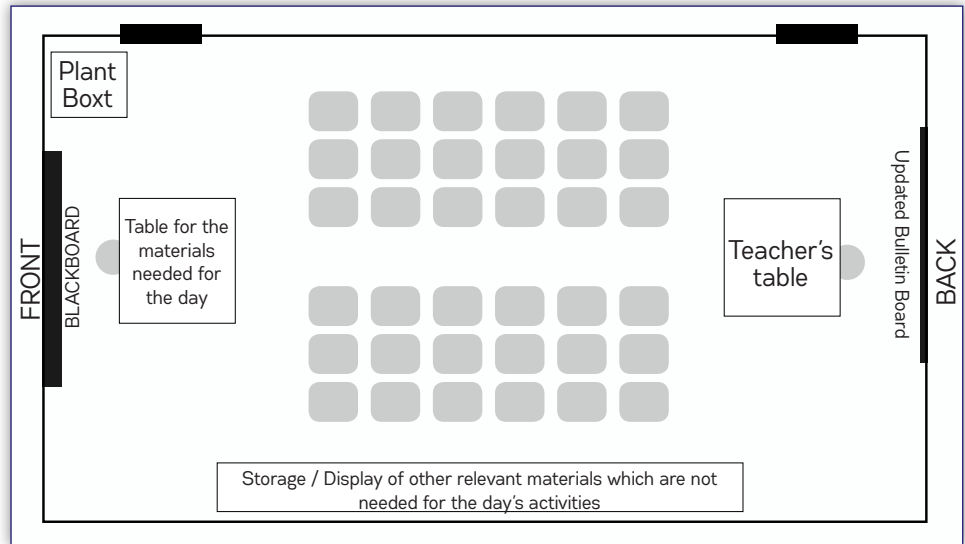 Plant
Boxt
FRONT
BLACKBOARD
Table for the
materials
needed for
the day
Teacher's
table
Updated Bulletin Board
BACK
Storage / Display of other relevant materials which are not
needed for the day's activities